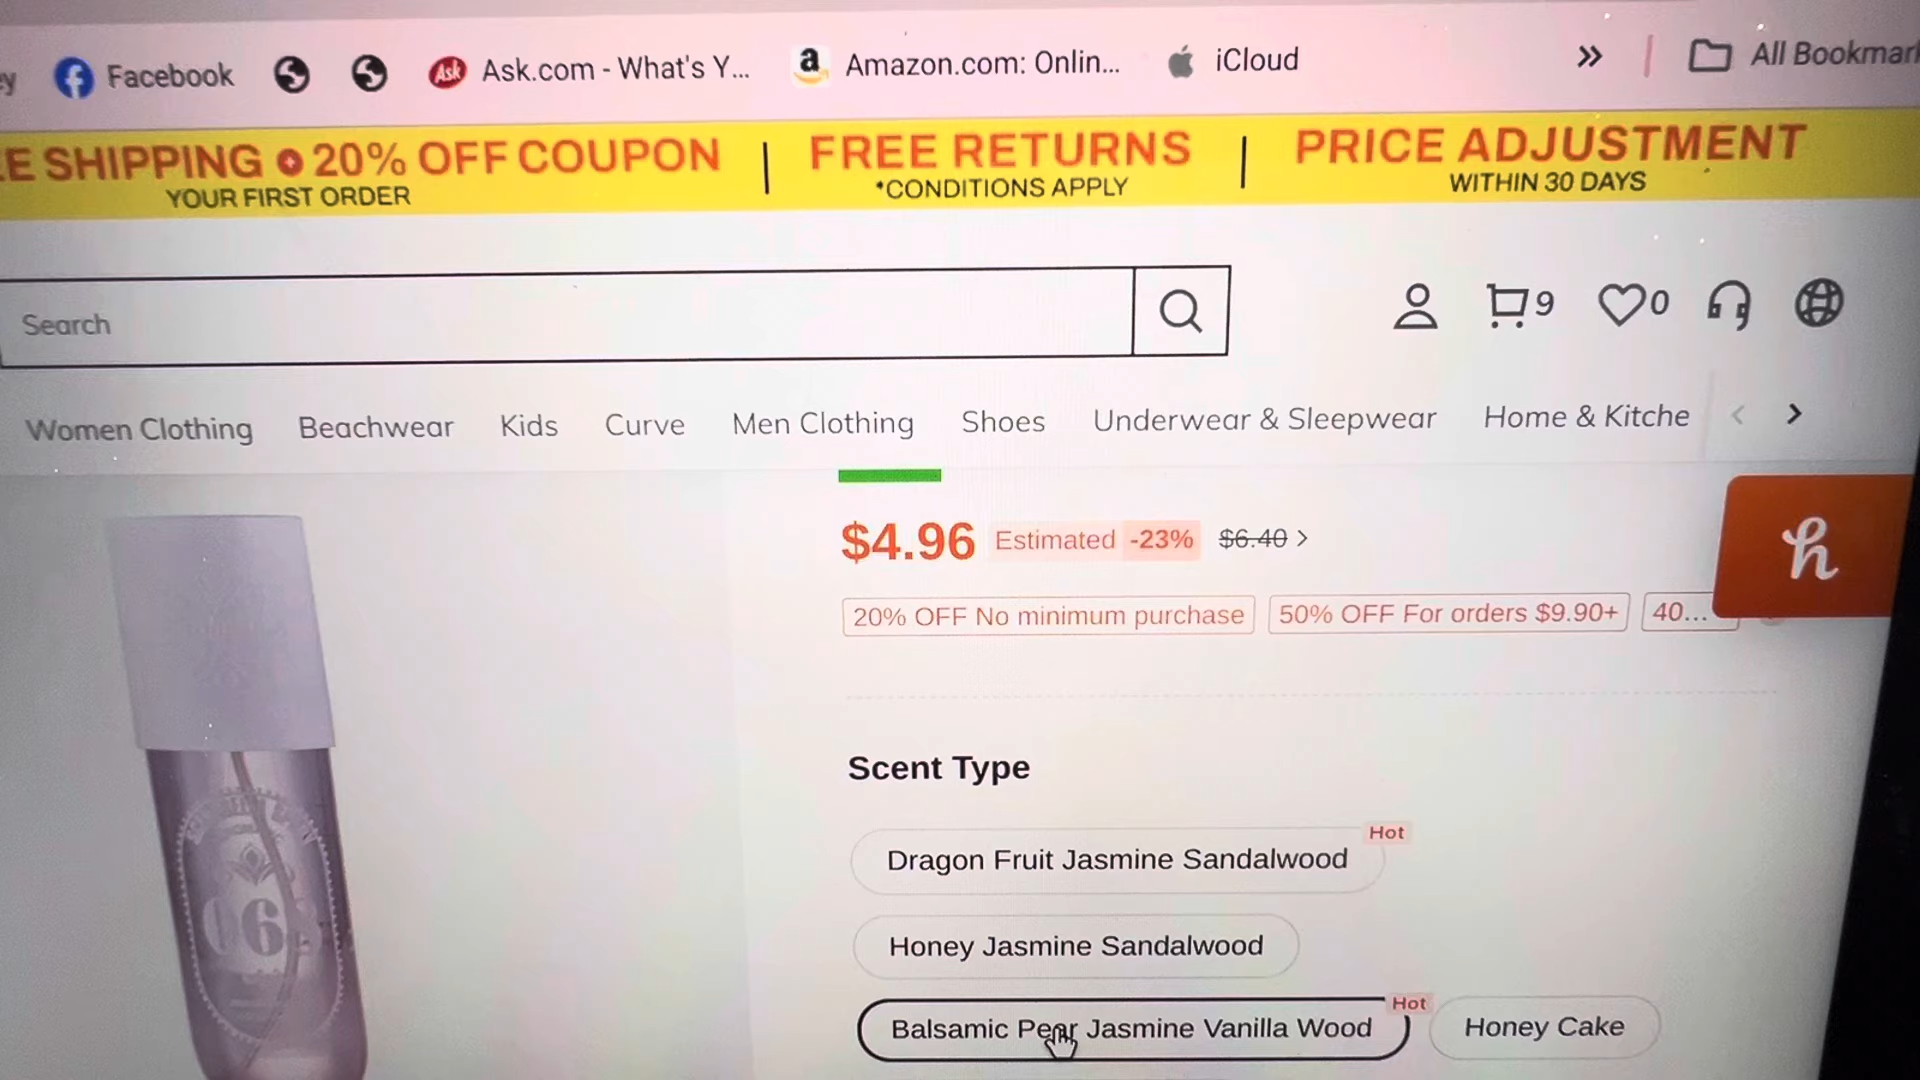 ey Facebook Ask Ask.com - What's Y... a Amazon.com: Onlin... iCloud » All Bookmar
E SHIPPING 20% OFF COUPON | FREE RETURNS | PRICE ADJUSTMENT
YOUR FIRST ORDER *CONDITIONS APPLY WITHIN 30 DAYS
Search 9 0
Women Clothing Beachwear Kids Curve Men Clothing Shoes Underwear & Sleepwear Home & Kitche < >
$4.96 Estimated -23% $6.40 >
h
20% OFF No minimum purchase 50% OFF For orders $9.90+ 40...
Scent Type
Hot
Dragon Fruit Jasmine Sandalwood
Honey Jasmine Sandalwood
Hot
Balsamic Pear Jasmine Vanilla Wood Honey Cake
06